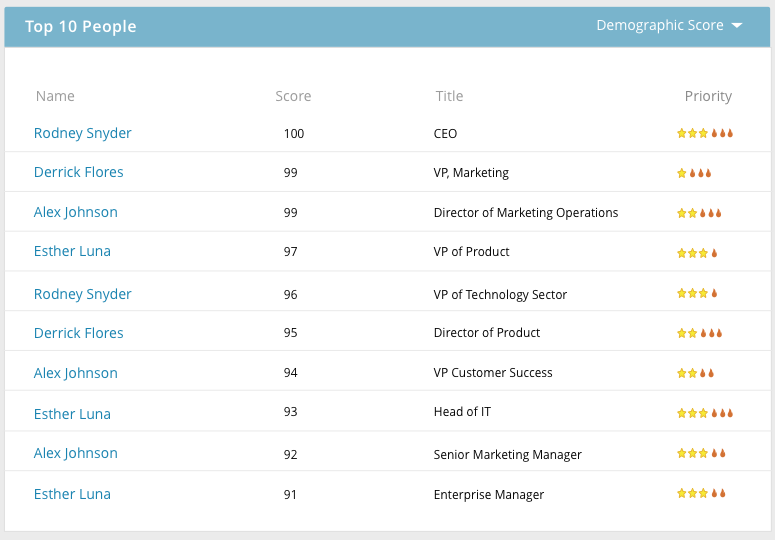 Top 10 People Demographic Score
Name Score Title Priority
Rodney Snyder 100 CEO
Derrick Flores 99 VP, Marketing
Alex Johnson 99 Director of Marketing Operations
Esther Luna 97 VP of Product
Rodney Snyder 96 VP of Technology Sector
Derrick Flores 95 Director of Product
Alex Johnson 94 VP Customer Success
Esther Luna 93 Head of IT
Alex Johnson 92 Senior Marketing Manager
Esther Luna 91 Enterprise Manager